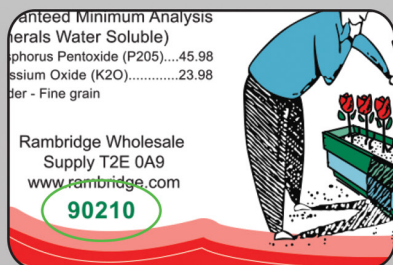 anteed Minimum Analysis
nerals Water Soluble)
sphorus Pentoxide (P205)....45.98
ssium Oxide (K2O).............23.98
der - Fine grain
Rambridge Wholesale
Supply T2E 0A9
www.rambridge.com
90210